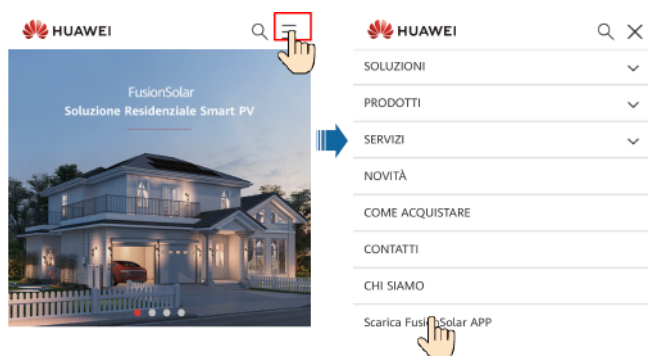 HUAWEI
FusionSolar
Soluzione Residenziale Smart PV
HUAWEI
SOLUZIONI
PRODOTTI
SERVIZI
NOVITÀ
COME ACQUISTARE
CONTATTI
CHI SIAMO
Scarica FusionSolar APP